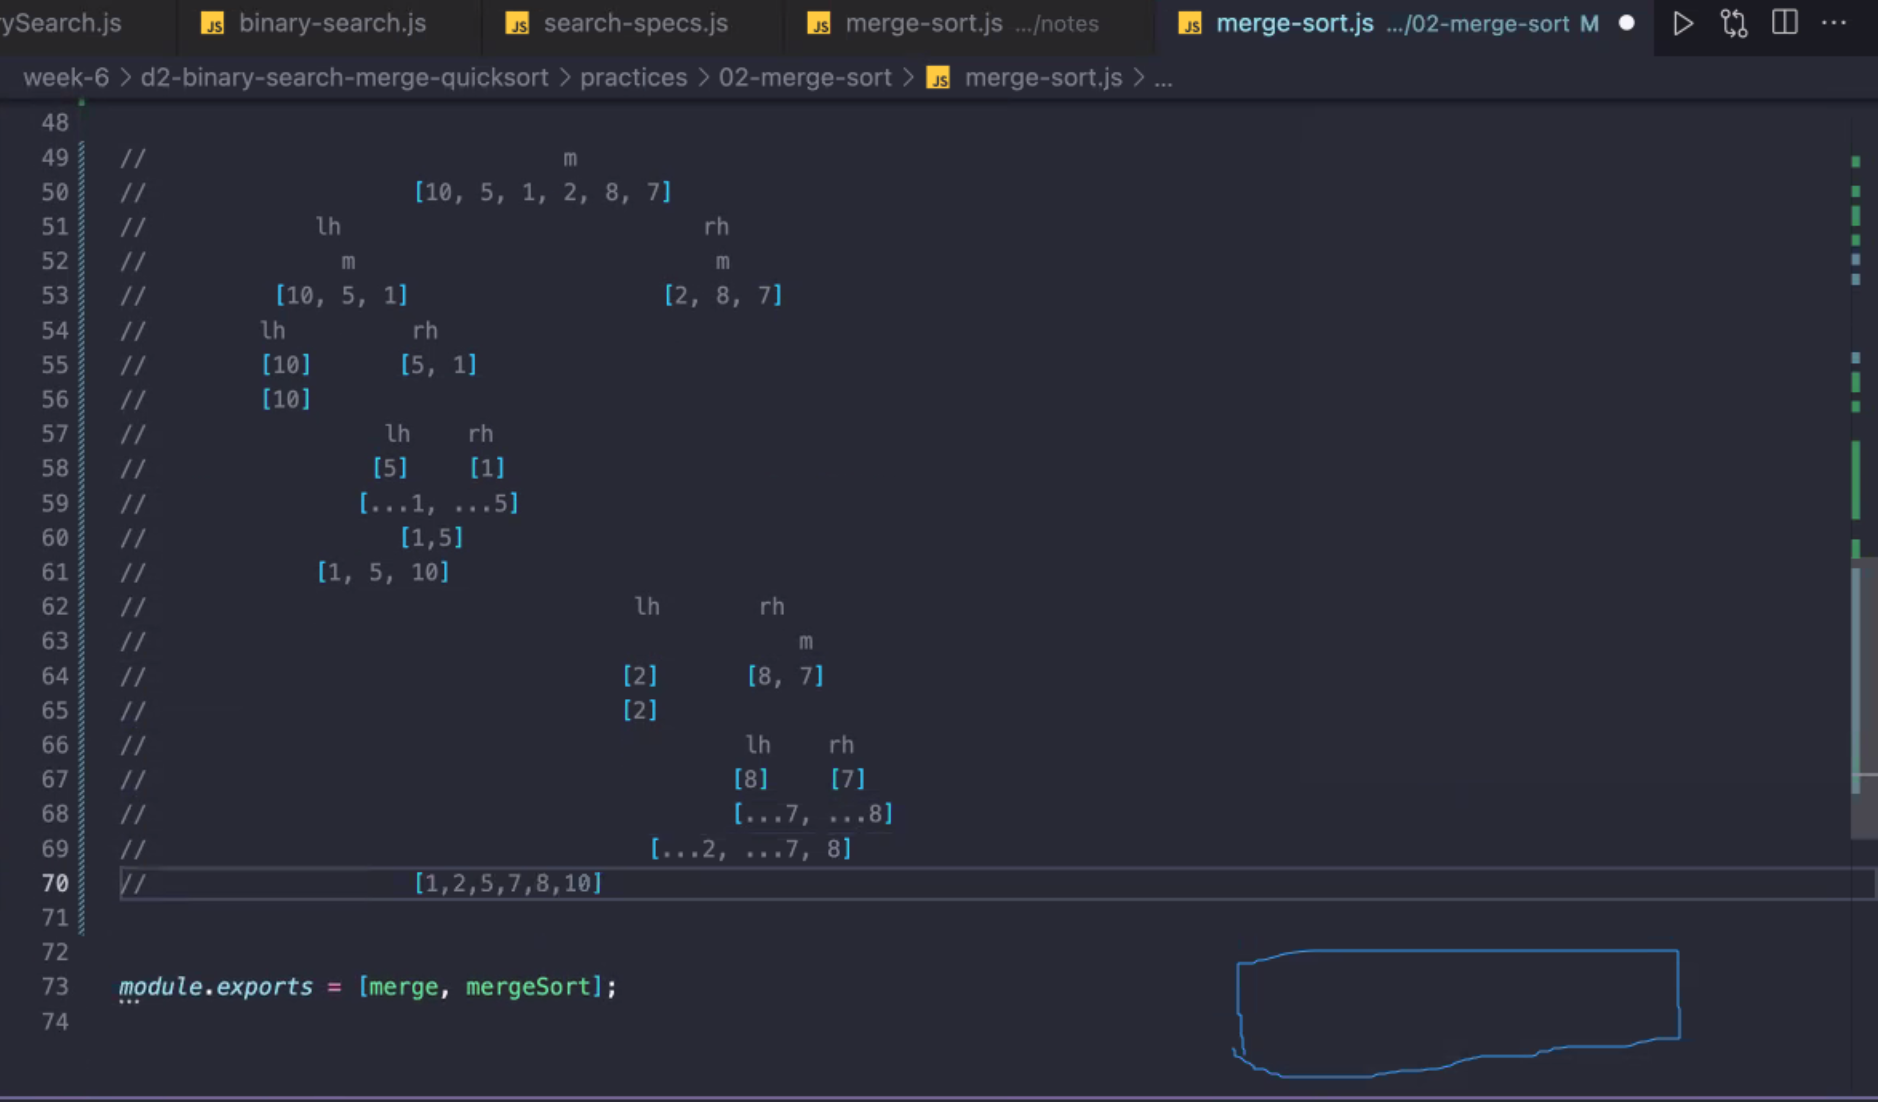 rySearch.js JS binary-search.js JS search-specs.js JS merge-sort.js .../notes JS merge-sort.js .../02-merge-sort M
week-6 > d2-binary-search-merge-quicksort > practices > 02-merge-sort > JS merge-sort.js > ...
48
49 // m
50 // [10, 5, 1, 2, 8, 7]
51 // lh rh
52 // m m
53 // [10, 5, 1] [2, 8, 7]
54 // lh rh
55 // [10] [5, 1]
56 // [10]
57 // lh rh
58 // [5] [1]
59 // [...1, ...5]
60 // [1,5]
61 // [1, 5, 10]
62 // lh rh
63 // m
64 // [2] [8, 7]
65 // [2]
66 // lh rh
67 // [8] [7]
68 // [...7, ...8]
69 // [...2, ...7, 8]
70 // [1,2,5,7,8,10]
71
72
73 module.exports = [merge, mergeSort];
74